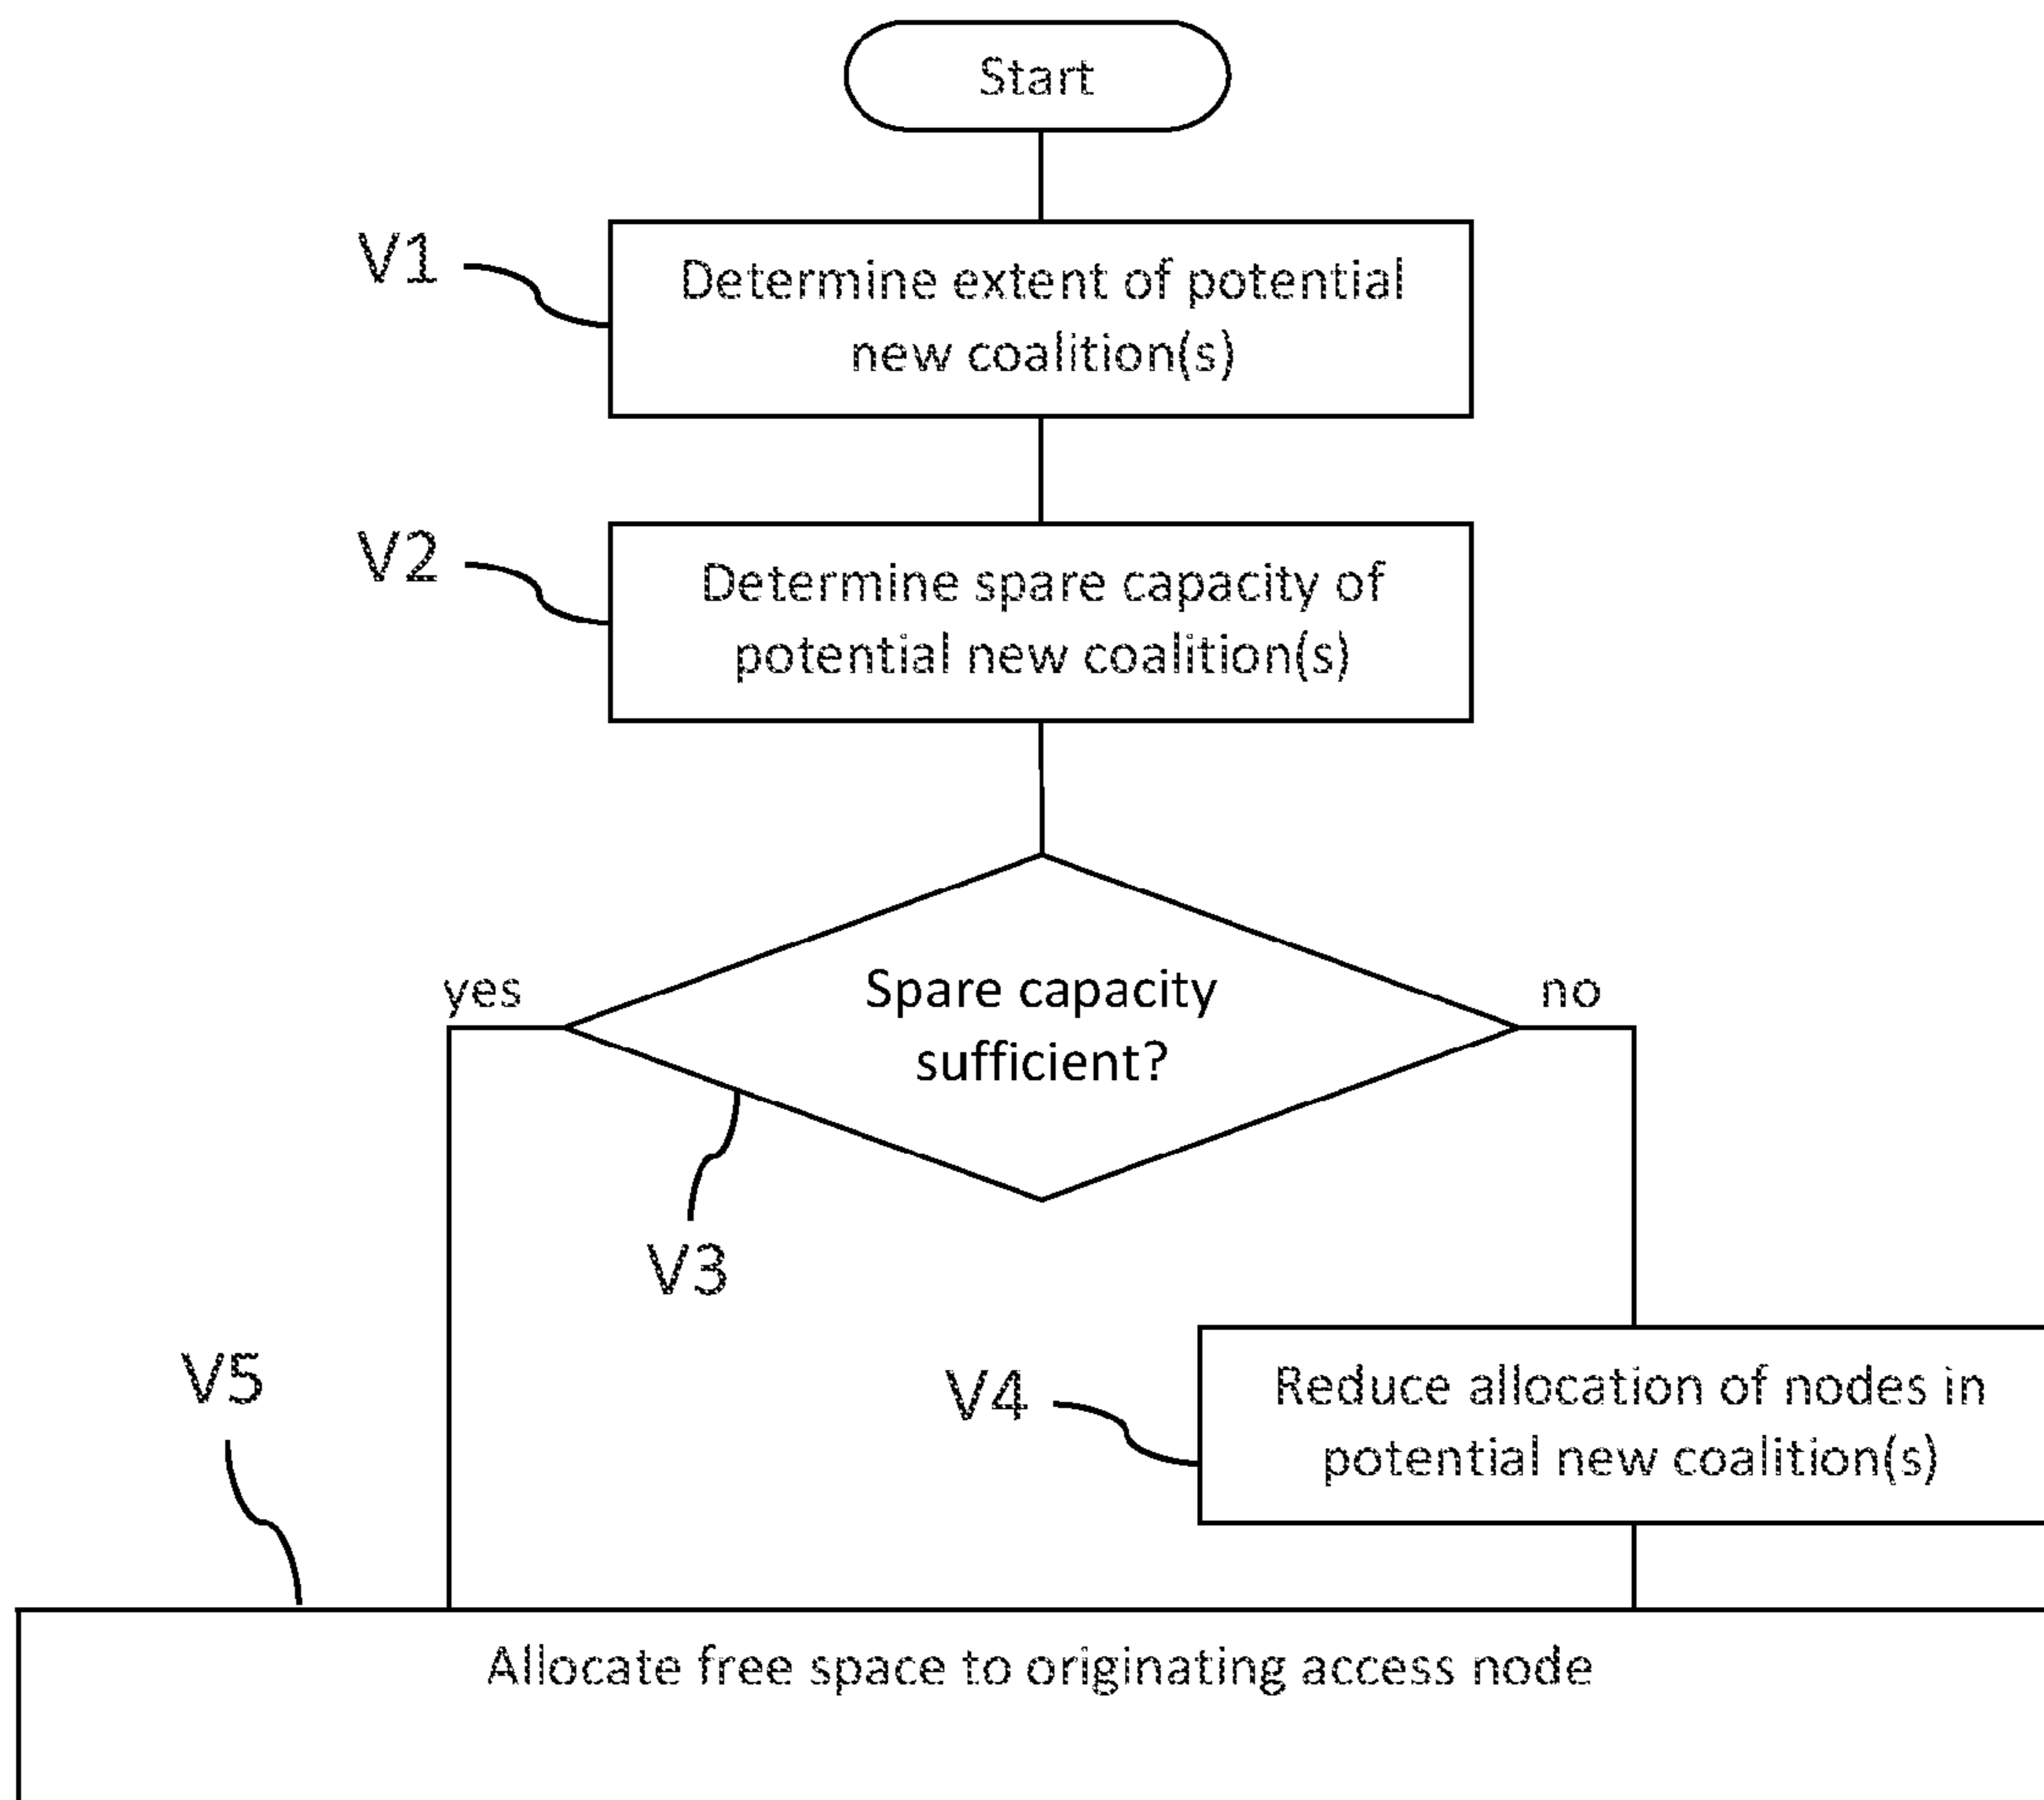 Start
V1
Determine extent of potential
new coalition(s)
V2
Determine spare capacity of
potential new coalition(s)
yes
Spare capacity
sufficient?
no
V3
V5
V4
Reduce allocation of nodes in
potential new coalition(s)
Allocate free space to originating access node